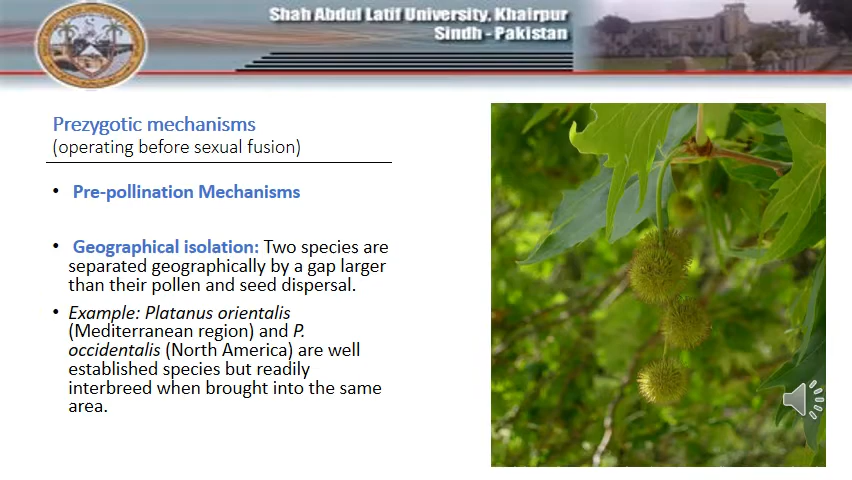 Shah Abdul Latif University, Khairpur
Sindh - Pakistan
Prezygotic mechanisms
(operating before sexual fusion)
• Pre-pollination Mechanisms
• Geographical isolation: Two species are
separated geographically by a gap larger
than their pollen and seed dispersal.
• Example: Platanus orientalis
(Mediterranean region) and P.
occidentalis (North America) are well
established species but readily
interbreed when brought into the same
area.